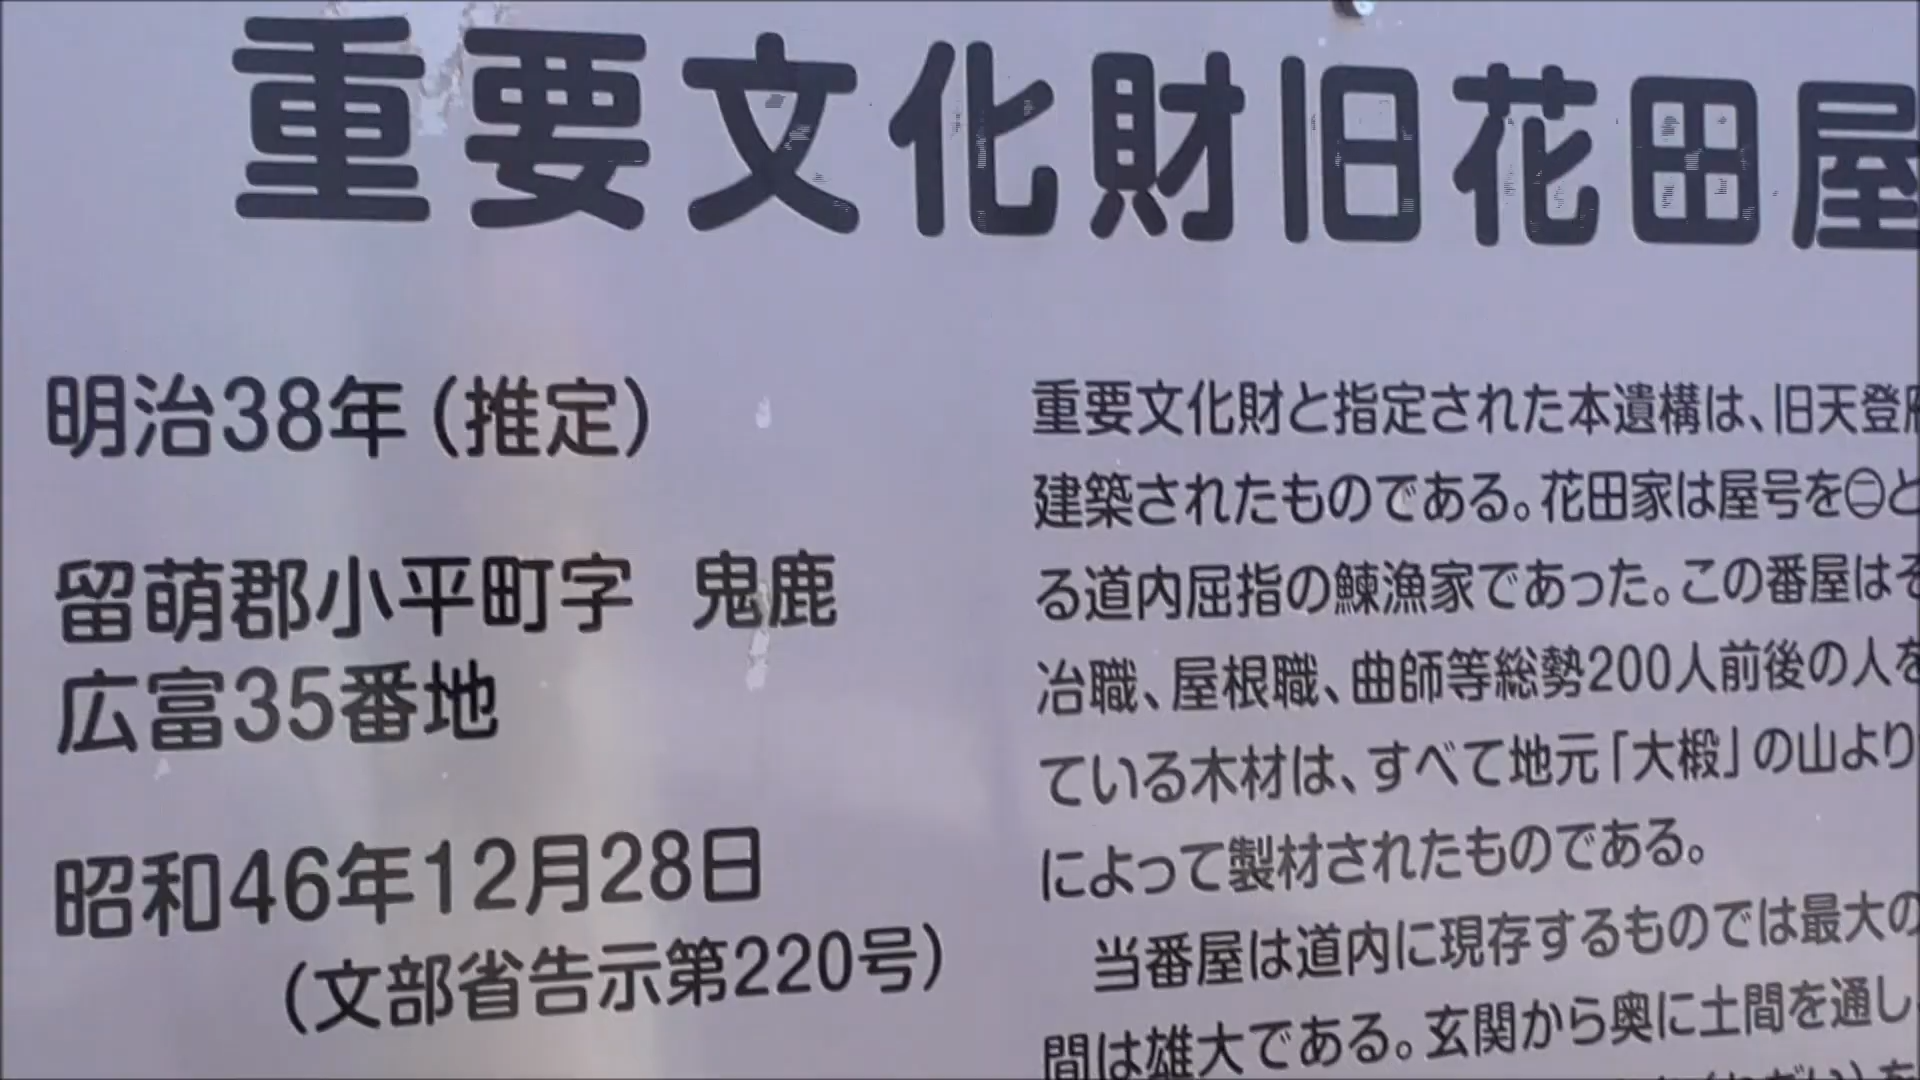 重要文化財旧花田屋
明治38年(推定)
留萌郡小平町字 鬼鹿
広富35番地
昭和46年12月28日
(文部省告示第220号)
重要文化財と指定された本遺構は、旧天登
建築されたものである。花田家は屋号を㊁と
る道内屈指の鰊漁家であった。この番屋はそ
冶職、屋根職、曲師等総勢200人前後の人を
ている木材は、すべて地元「大椴」の山より
によって製材されたものである。
当番屋は道内に現存するものでは最大の
間は雄大である。玄関から奥に土間を通し